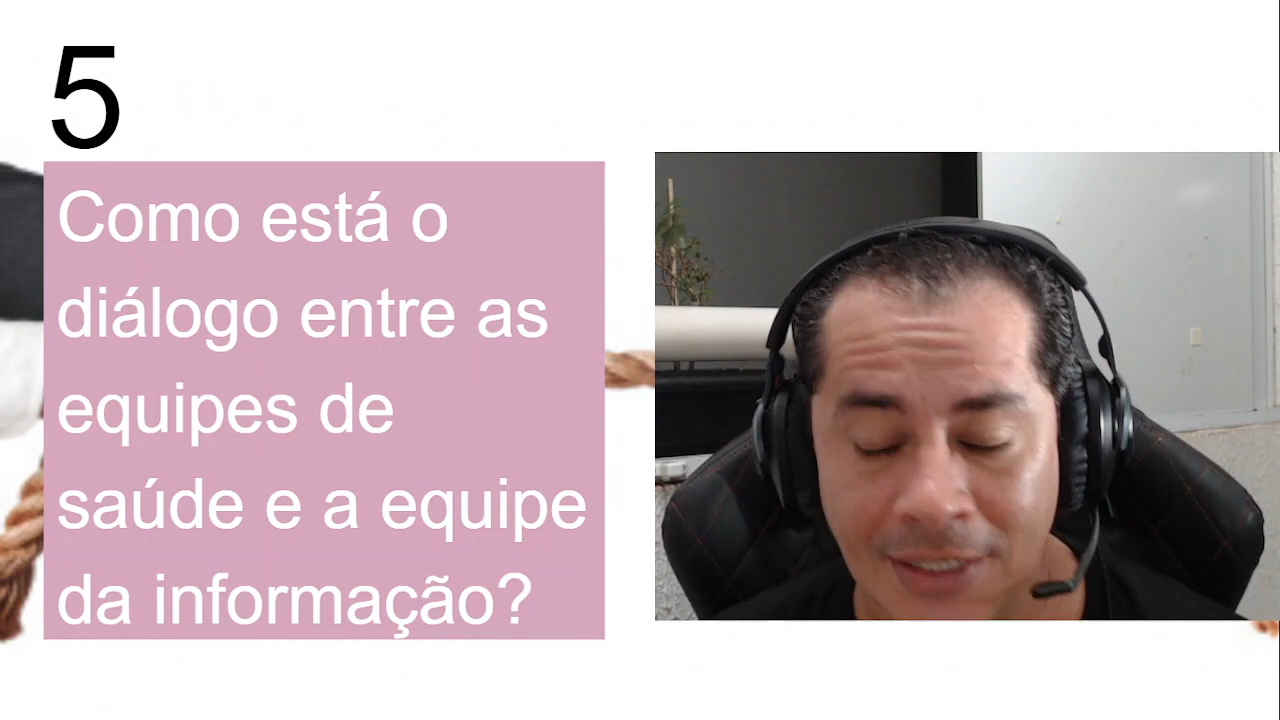 5
Como está o
diálogo entre as
equipes de
saúde e a equipe
da informação?